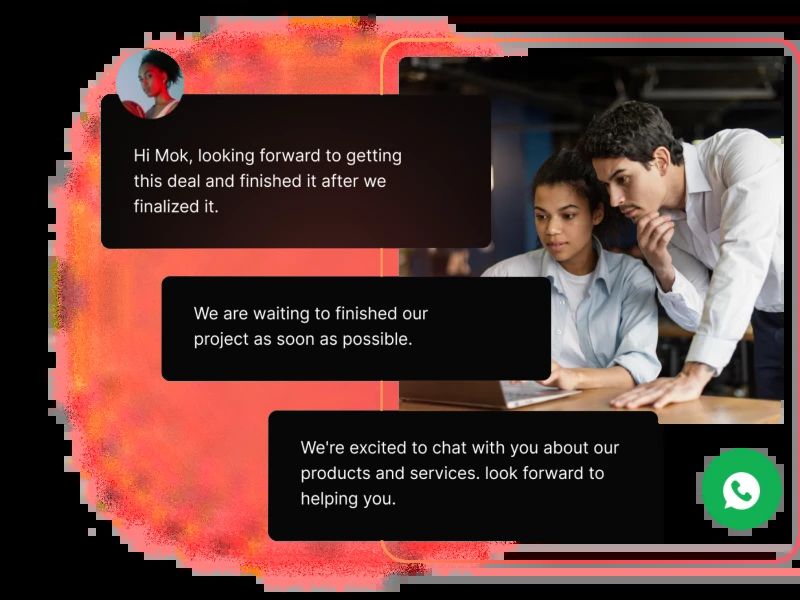 Hi Mok, looking forward to getting
this deal and finished it after we
finalized it.
We are waiting to finished our
project as soon as possible.
We're excited to chat with you about our
products and services. look forward to
helping you.